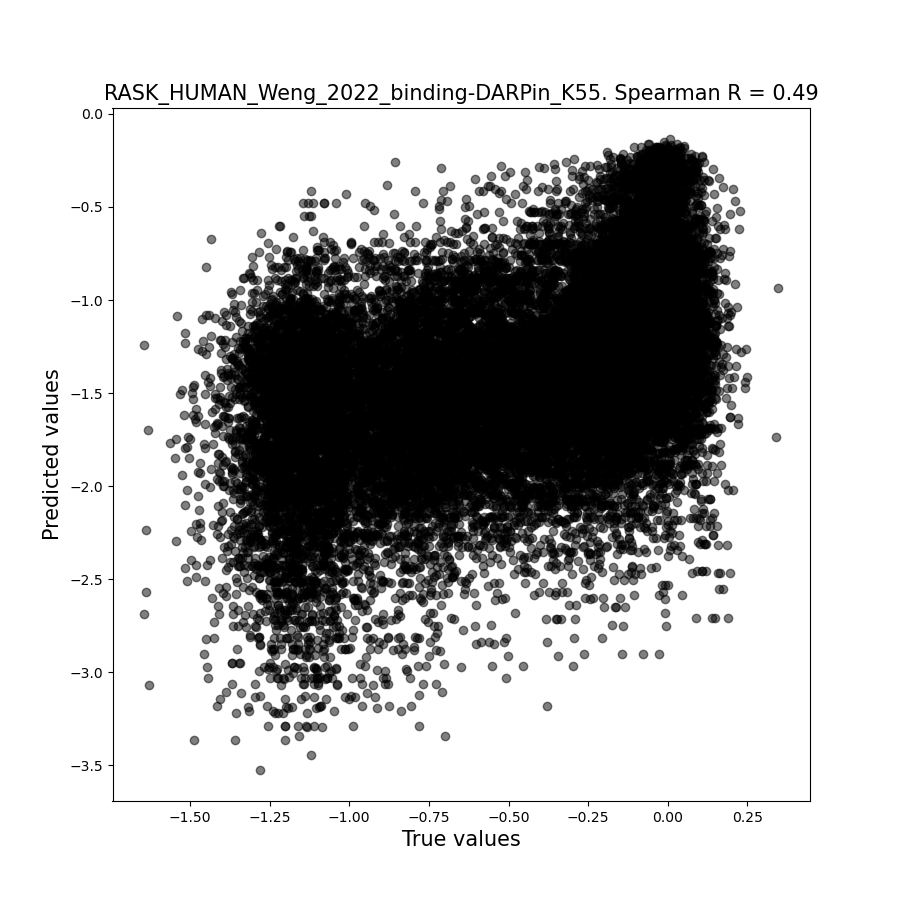 RASK_HUMAN_Weng_2022_binding-DARPin_K55. Spearman R = 0.49
0.0
−0.5
−1.0
−1.5
−2.0
−2.5
−3.0
−3.5
Predicted values
−1.50 −1.25 −1.00 −0.75 −0.50 −0.25 0.00 0.25
True values